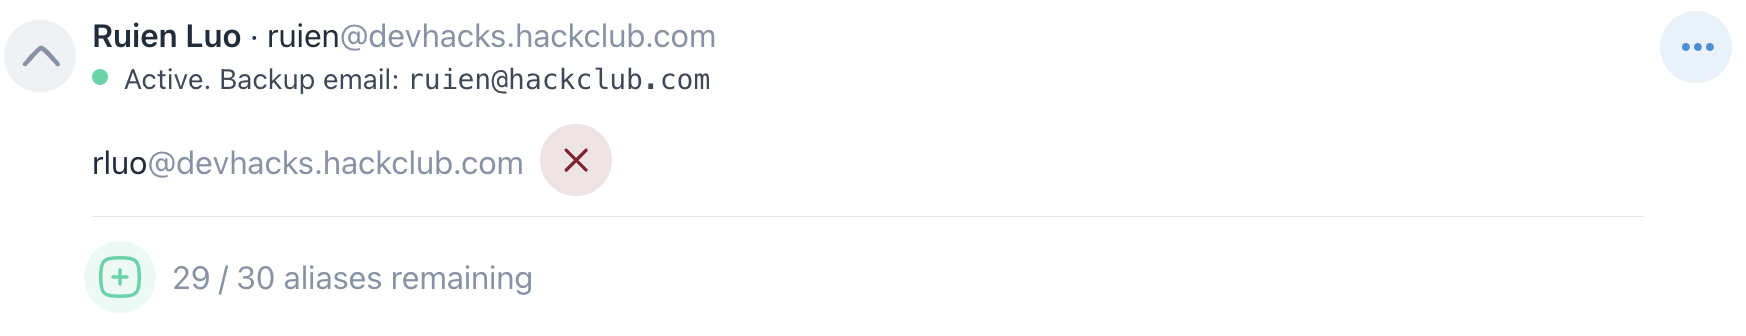 Ruien Luo · ruien@devhacks.hackclub.com
Active. Backup email: ruien@hackclub.com
rluo@devhacks.hackclub.com
29 / 30 aliases remaining